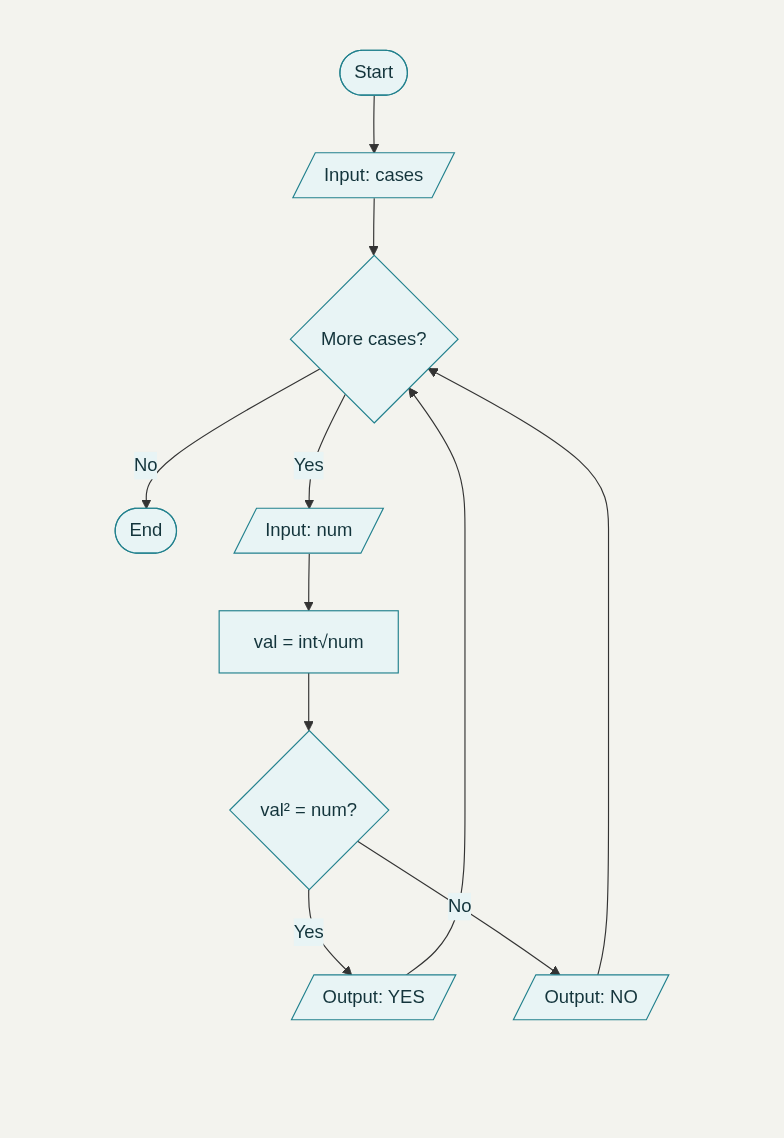 Start
Input: cases
More cases?
No
Yes
End
Input: num
val = int√num
val² = num?
No
Yes
Output: YES
Output: NO